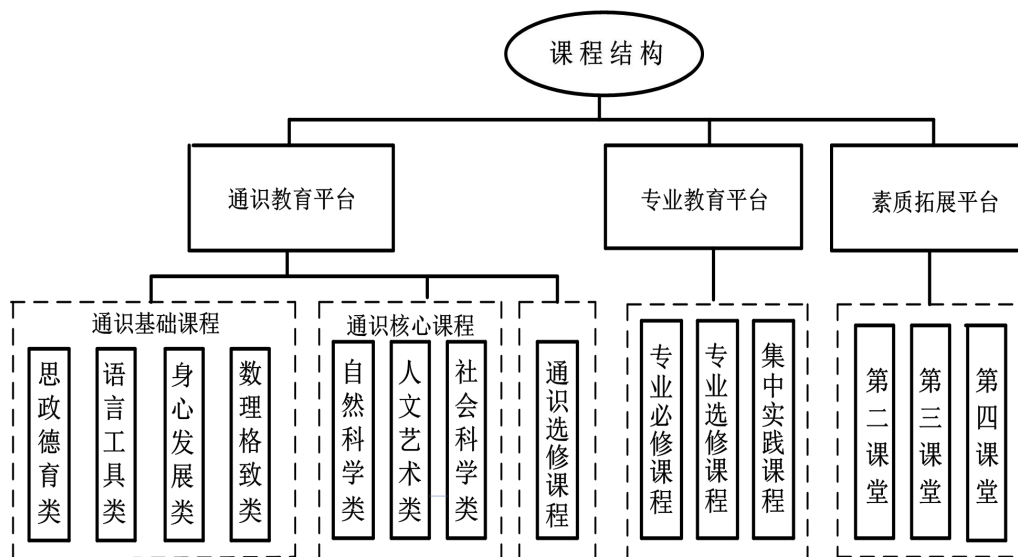 课程结构
通识教育平台
专业教育平台
素质拓展平台
通识基础课程
思政德育类
语言工具类
身心发展类
数理格致类
通识核心课程
自然科学类
人文艺术类
社会科学类
通识选修课程
专业必修课程
专业选修课程
集中实践课程
第二课堂
第三课堂
第四课堂